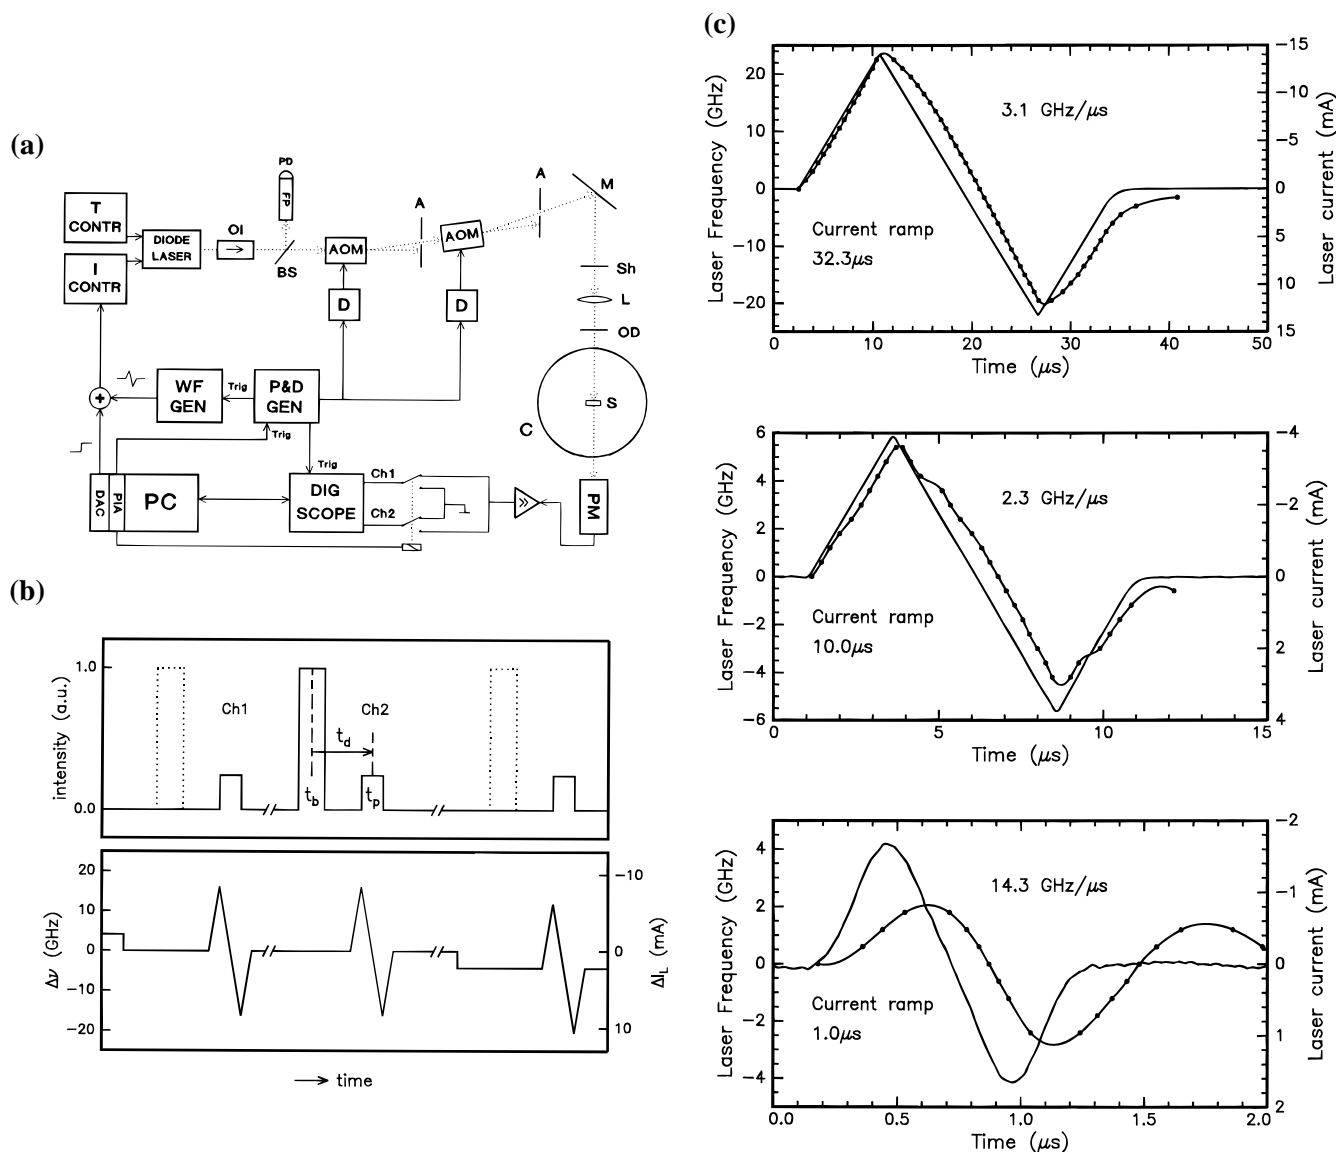 (a)
T
CONTR
I
CONTR
DIODE
LASER
OI
PD
FP
BS
AOM
A
AOM
A
M
D
D
Sh
L
OD
S
C
PM
WF
GEN
Trig
P&D
GEN
Trig
Trig
+
DAC
PIA
PC
DIG
SCOPE
Ch1
Ch2
>>
(b)
intensity (a.u.)
1.0
0.0
Ch1
Ch2
t_d
t_b
t_p
Δν (GHz)
20
10
0
−10
−20
−10
0
10
ΔI_L (mA)
→ time
(c)
Laser Frequency (GHz)
20
10
0
−10
−20
3.1 GHz/μs
Current ramp
32.3μs
−15
−10
−5
0
5
10
15
Laser current (mA)
0 10 20 30 40 50
Time (μs)
Laser Frequency (GHz)
6
4
2
0
−2
−4
−6
2.3 GHz/μs
Current ramp
10.0μs
−4
−2
0
2
4
Laser current (mA)
0 5 10 15
Time (μs)
Laser Frequency (GHz)
4
2
0
−2
−4
14.3 GHz/μs
Current ramp
1.0μs
−2
−1
0
1
2
Laser current (mA)
0.0 0.5 1.0 1.5 2.0
Time (μs)